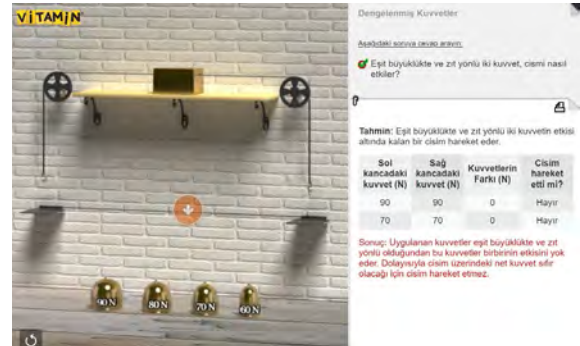 VİTAMİN
Dengelenmiş Kuvvetler
Aşağıdaki soruya cevap arayın:
Eşit büyüklükte ve zıt yönlü iki kuvvet, cismi nasıl
etkiler?
Tahmin: Eşit büyüklükte ve zıt yönlü iki kuvvetin etkisi
altında kalan bir cisim hareket eder.
Sol kancadaki kuvvet (N) Sağ kancadaki kuvvet (N) Kuvvetlerin Farkı (N) Cisim hareket etti mi?
90 90 0 Hayır
70 70 0 Hayır
Sonuç: Uygulanan kuvvetler eşit büyüklükte ve zıt
yönlü olduğundan bu kuvvetler birbirinin etkisini yok
eder. Dolayısıyla cisim üzerindeki net kuvvet sıfır
olacağı için cisim hareket etmez.
90 N 80 N 70 N 60 N